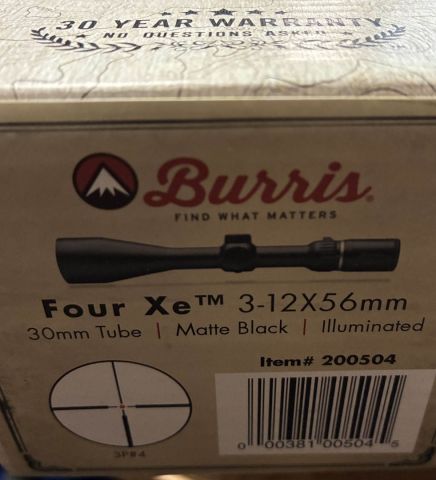 30 YEAR WARRANTY
NO QUESTIONS ASKED
Burris®
FIND WHAT MATTERS
Four Xe™ 3-12X56mm
30mm Tube | Matte Black | Illuminated
Item# 200504
3P#4
0 00381 00504 5